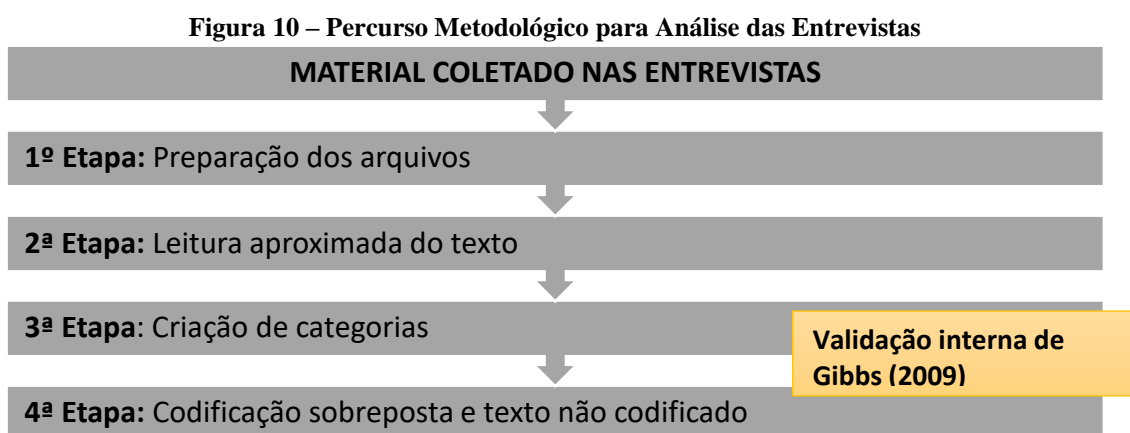 Figura 10 – Percurso Metodológico para Análise das Entrevistas
MATERIAL COLETADO NAS ENTREVISTAS
1º Etapa: Preparação dos arquivos
2ª Etapa: Leitura aproximada do texto
3ª Etapa: Criação de categorias
Validação interna de
Gibbs (2009)
4ª Etapa: Codificação sobreposta e texto não codificado